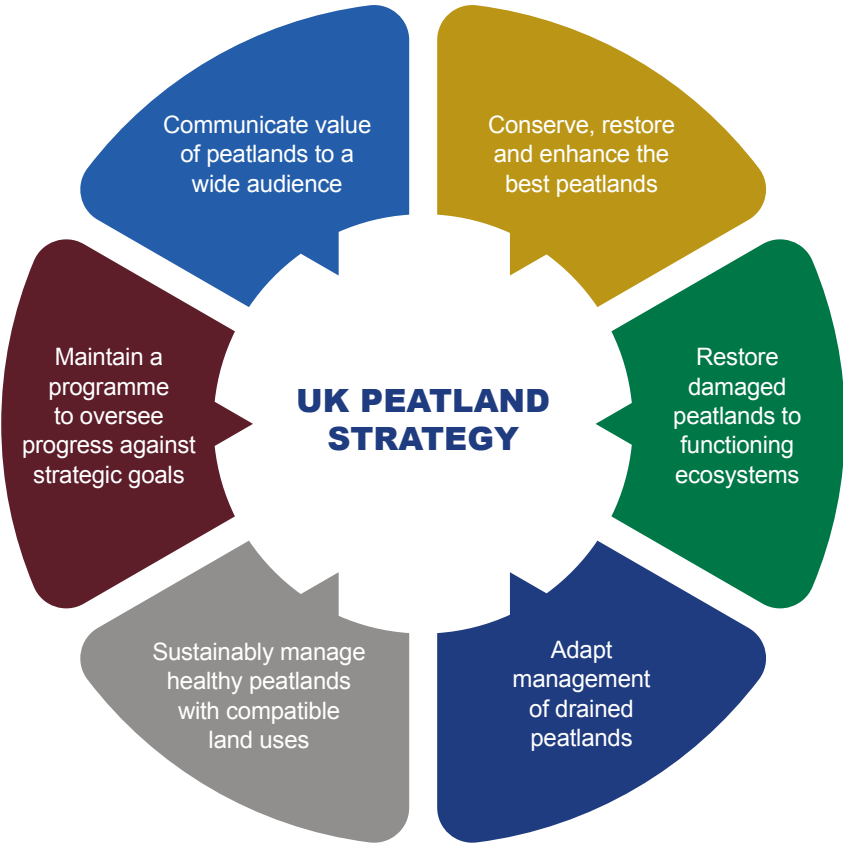 Communicate value
of peatlands to a
wide audience
Conserve, restore
and enhance the
best peatlands
Maintain a
programme
to oversee
progress against
strategic goals
UK PEATLAND
STRATEGY
Restore
damaged
peatlands to
functioning
ecosystems
Sustainably manage
healthy peatlands
with compatible
land uses
Adapt
management
of drained
peatlands